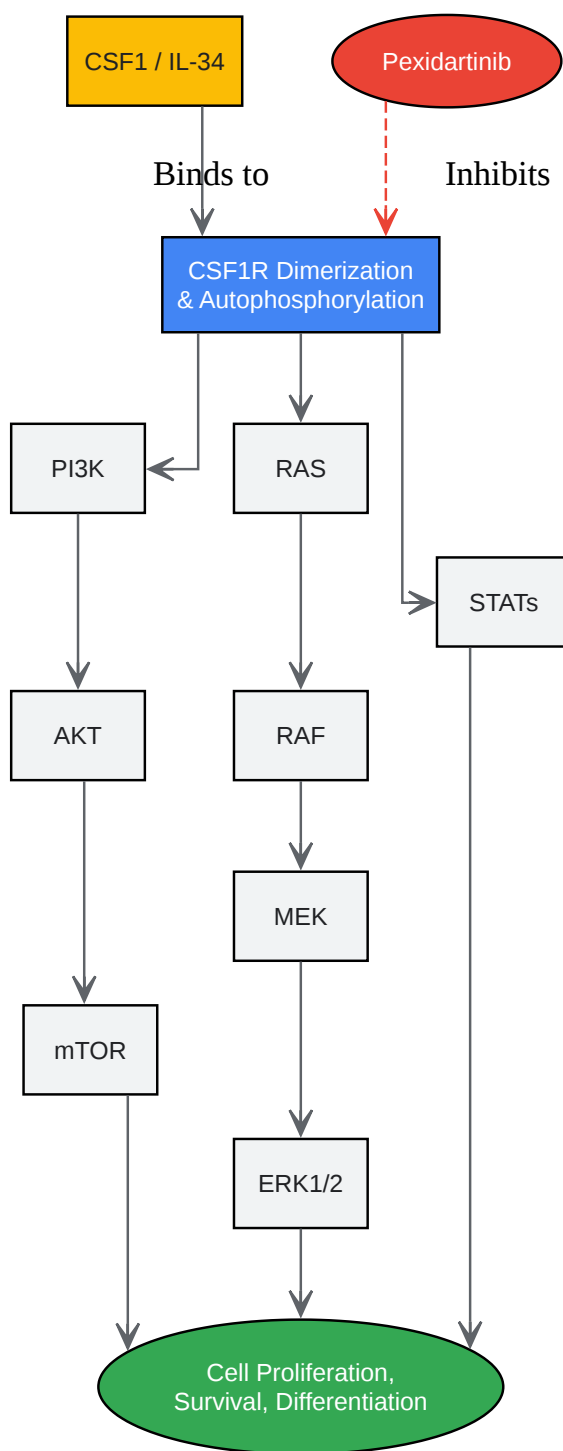 CSF1 / IL-34
Pexidartinib
Binds to
Inhibits
CSF1R Dimerization
& Autophosphorylation
PI3K
RAS
STATs
AKT
RAF
MEK
mTOR
ERK1/2
Cell Proliferation,
Survival, Differentiation